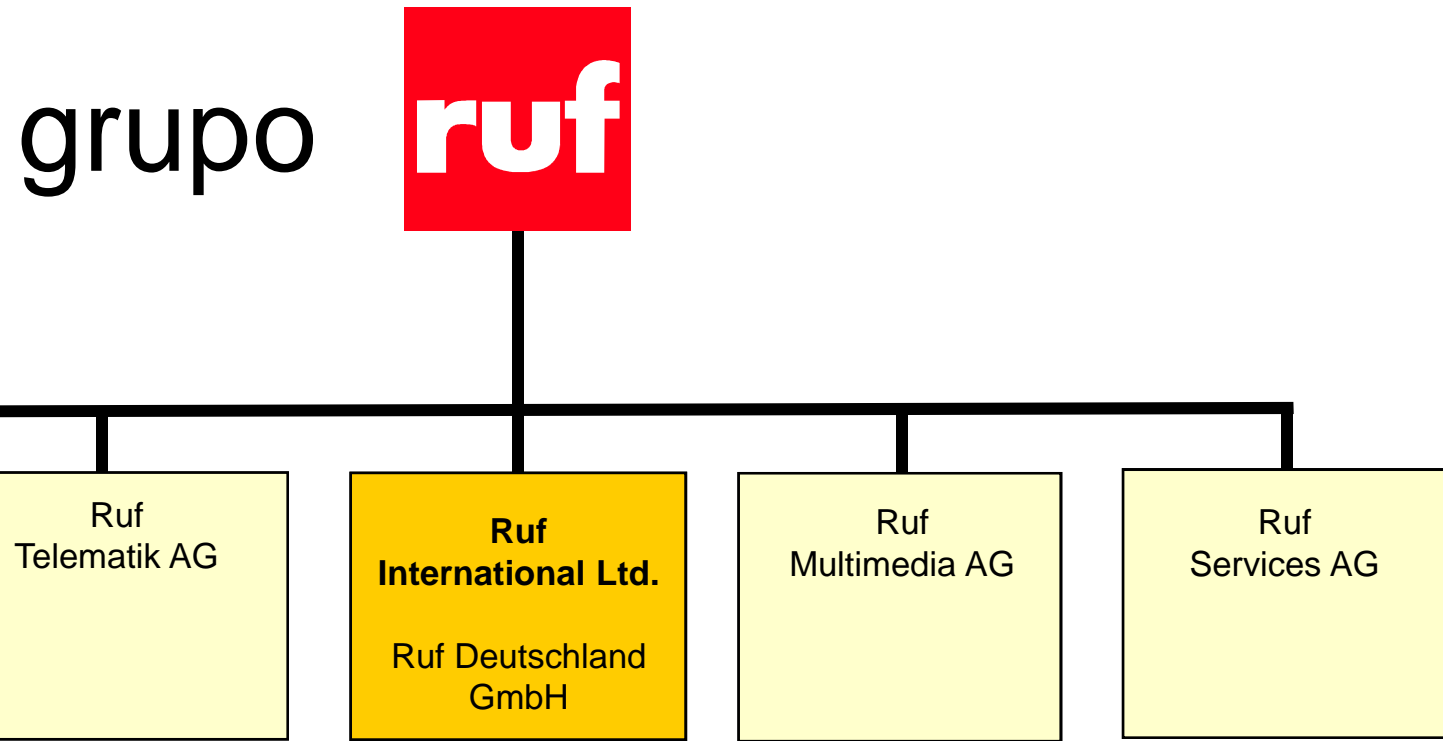 grupo ruf
Ruf
Telematik AG
Ruf
International Ltd.
Ruf Deutschland
GmbH
Ruf
Multimedia AG
Ruf
Services AG